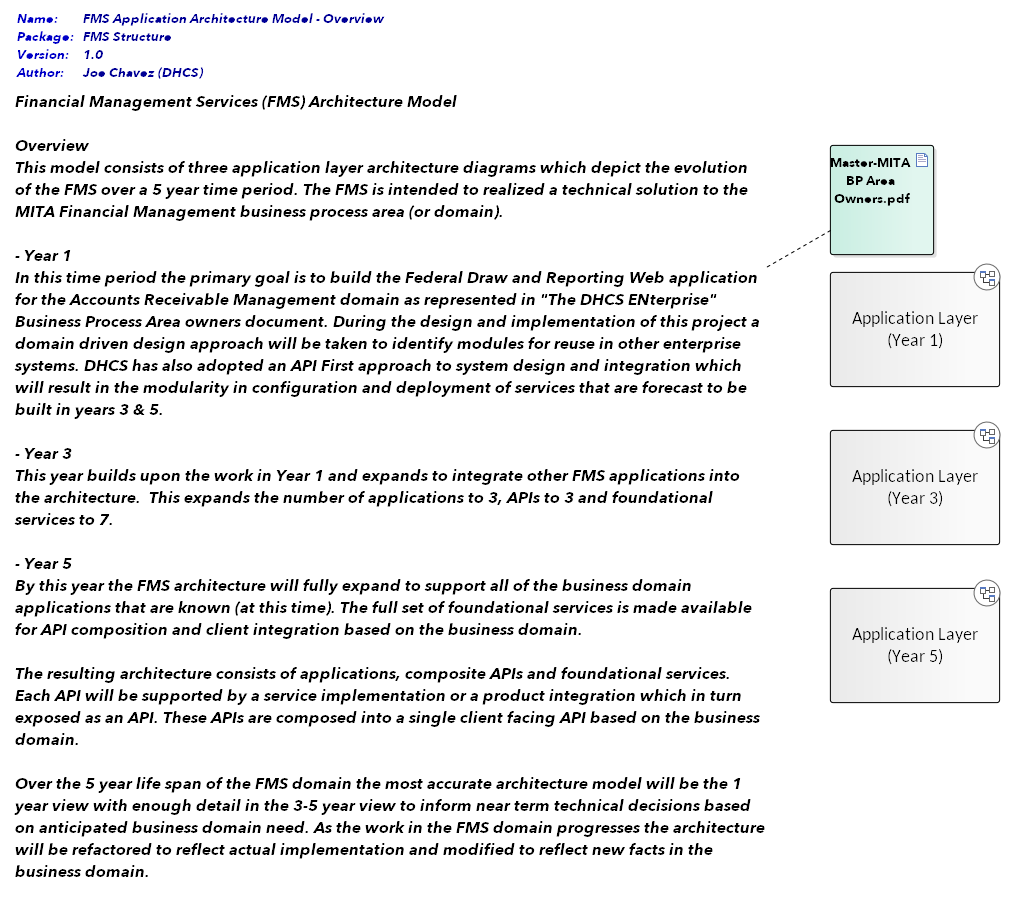 Name: FMS Application Architecture Model - Overview
Package: FMS Structure
Version: 1.0
Author: Joe Chavez (DHCS)
Financial Management Services (FMS) Architecture Model
Overview
This model consists of three application layer architecture diagrams which depict the evolution
of the FMS over a 5 year time period. The FMS is intended to realized a technical solution to the
MITA Financial Management business process area (or domain).
- Year 1
In this time period the primary goal is to build the Federal Draw and Reporting Web application
for the Accounts Receivable Management domain as represented in "The DHCS ENterprise"
Business Process Area owners document. During the design and implementation of this project a
domain driven design approach will be taken to identify modules for reuse in other enterprise
systems. DHCS has also adopted an API First approach to system design and integration which
will result in the modularity in configuration and deployment of services that are forecast to be
built in years 3 & 5.
- Year 3
This year builds upon the work in Year 1 and expands to integrate other FMS applications into
the architecture.  This expands the number of applications to 3, APIs to 3 and foundational
services to 7.
- Year 5
By this year the FMS architecture will fully expand to support all of the business domain
applications that are known (at this time). The full set of foundational services is made available
for API composition and client integration based on the business domain.
The resulting architecture consists of applications, composite APIs and foundational services.
Each API will be supported by a service implementation or a product integration which in turn
exposed as an API. These APIs are composed into a single client facing API based on the business
domain.
Over the 5 year life span of the FMS domain the most accurate architecture model will be the 1
year view with enough detail in the 3-5 year view to inform near term technical decisions based
on anticipated business domain need. As the work in the FMS domain progresses the architecture
will be refactored to reflect actual implementation and modified to reflect new facts in the
business domain.
Master-MITA
BP Area
Owners.pdf
Application Layer
(Year 1)
Application Layer
(Year 3)
Application Layer
(Year 5)